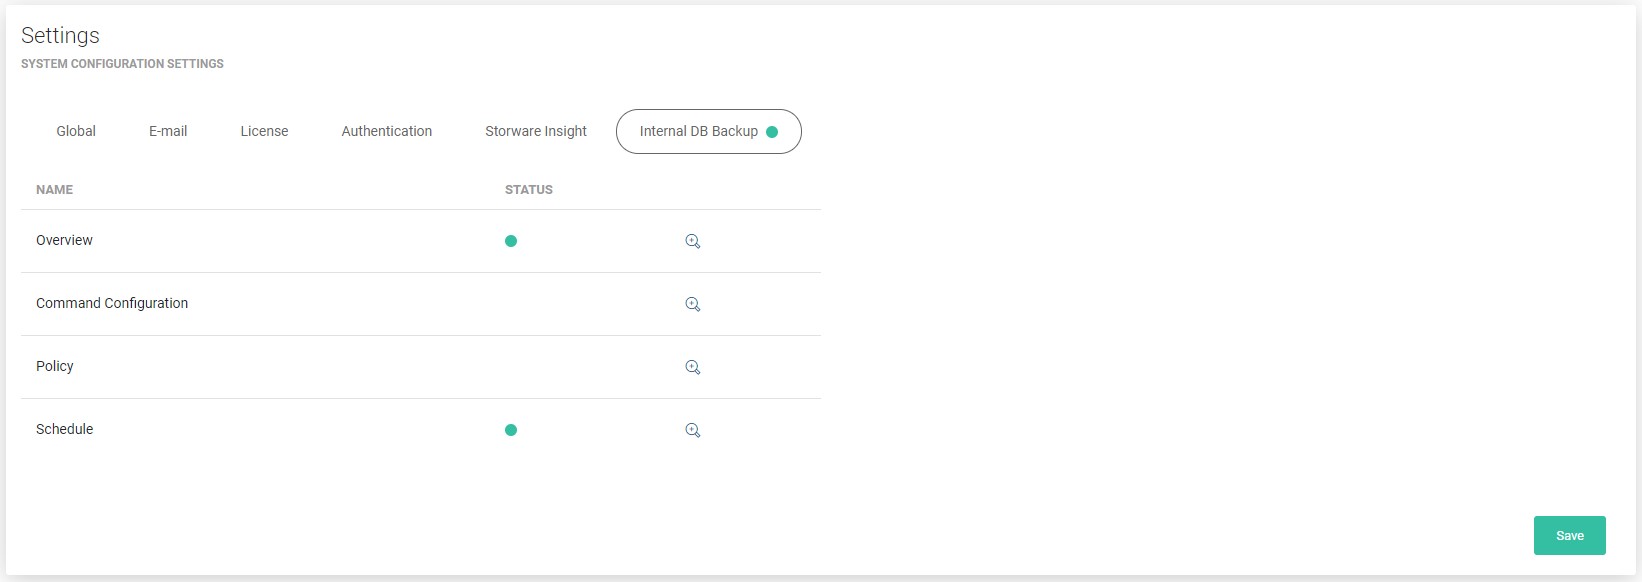 Settings
SYSTEM CONFIGURATION SETTINGS
Global E-mail License Authentication Storware Insight Internal DB Backup
NAME STATUS
Overview
Command Configuration
Policy
Schedule
Save